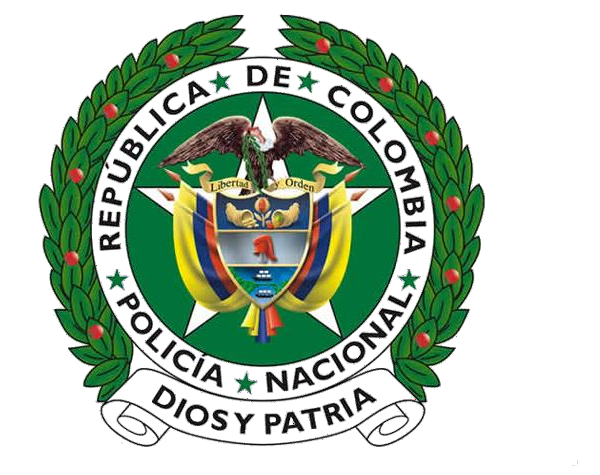 REPÚBLICA ★ DE ★ COLOMBIA
Libertad y Orden
★ POLICÍA ★ NACIONAL ★
DIOS Y PATRIA